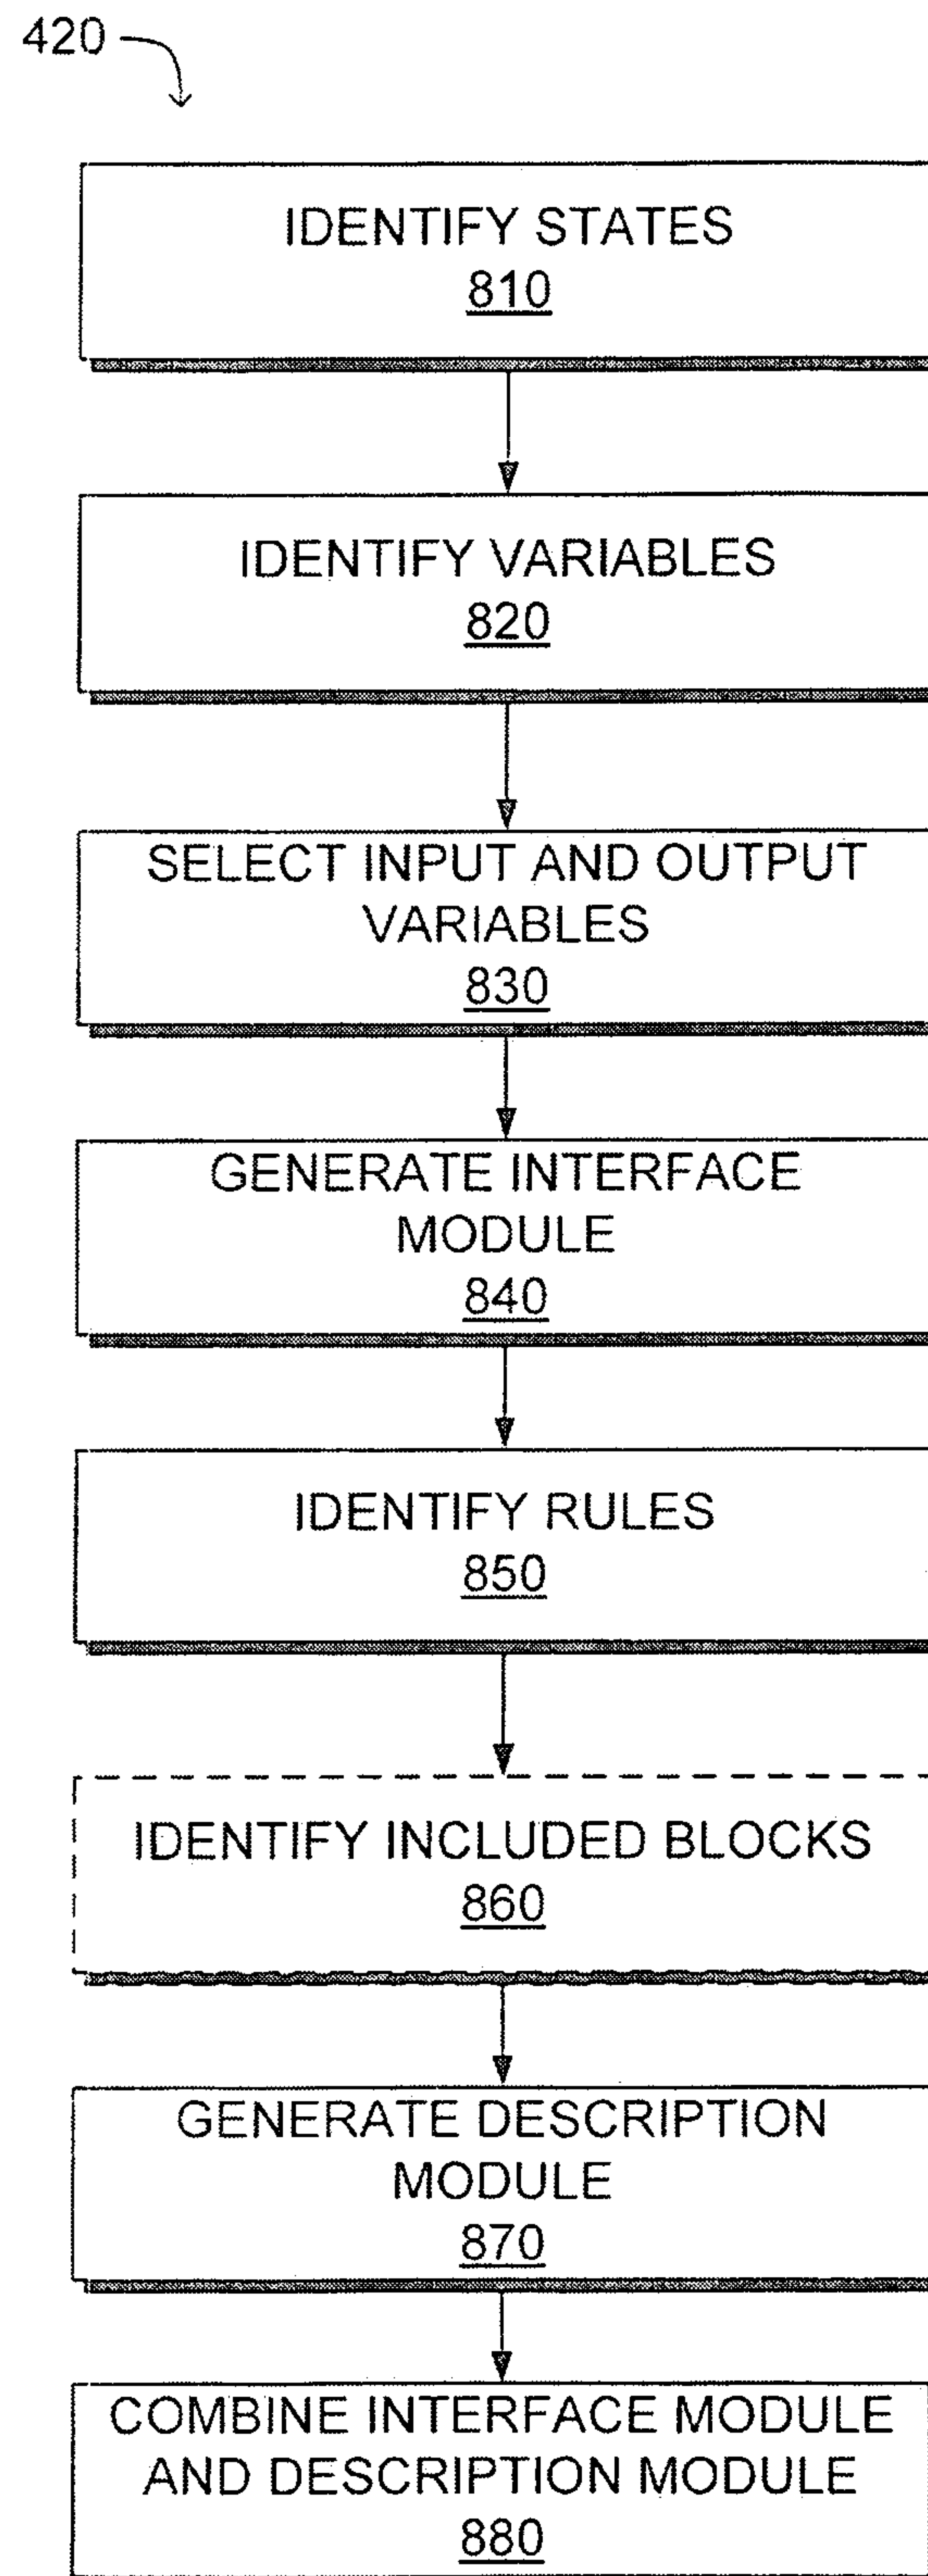 420
IDENTIFY STATES
810
IDENTIFY VARIABLES
820
SELECT INPUT AND OUTPUT
VARIABLES
830
GENERATE INTERFACE
MODULE
840
IDENTIFY RULES
850
IDENTIFY INCLUDED BLOCKS
860
GENERATE DESCRIPTION
MODULE
870
COMBINE INTERFACE MODULE
AND DESCRIPTION MODULE
880